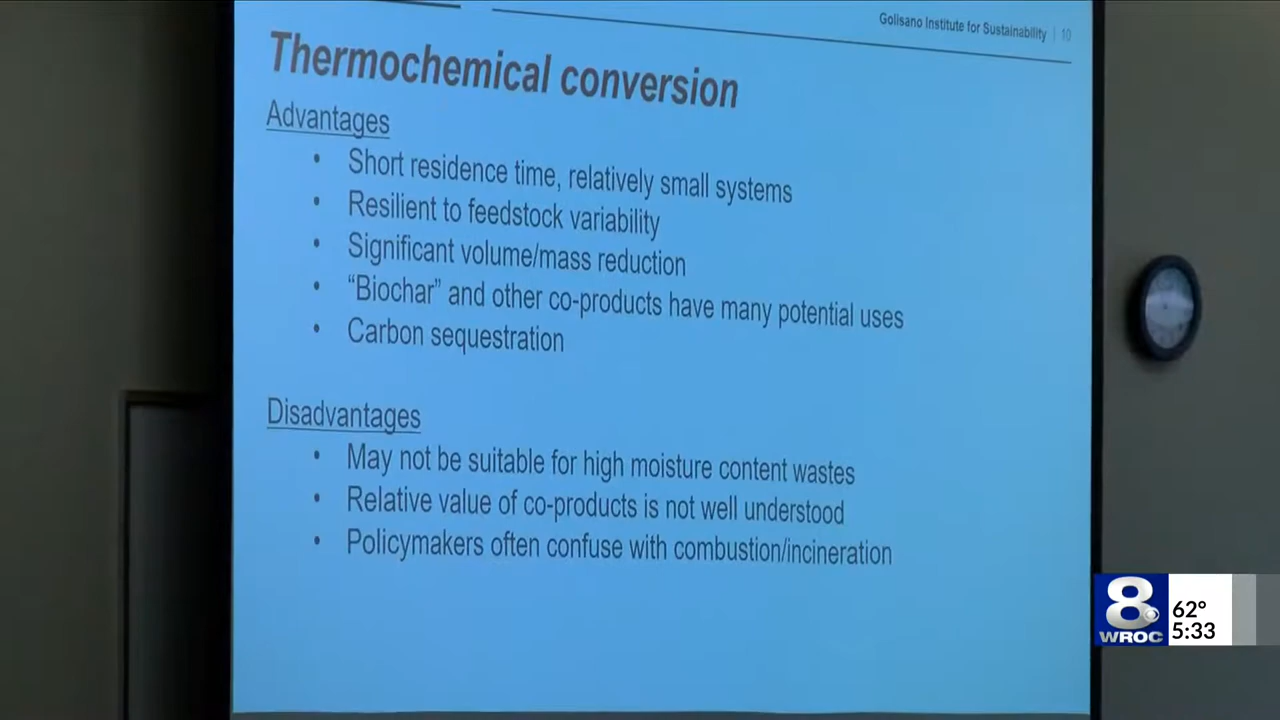 Golisano Institute for Sustainability | 10
Thermochemical conversion
Advantages
• Short residence time, relatively small systems
• Resilient to feedstock variability
• Significant volume/mass reduction
• “Biochar” and other co-products have many potential uses
• Carbon sequestration
Disadvantages
• May not be suitable for high moisture content wastes
• Relative value of co-products is not well understood
• Policymakers often confuse with combustion/incineration
8
WROC
62°
5:33